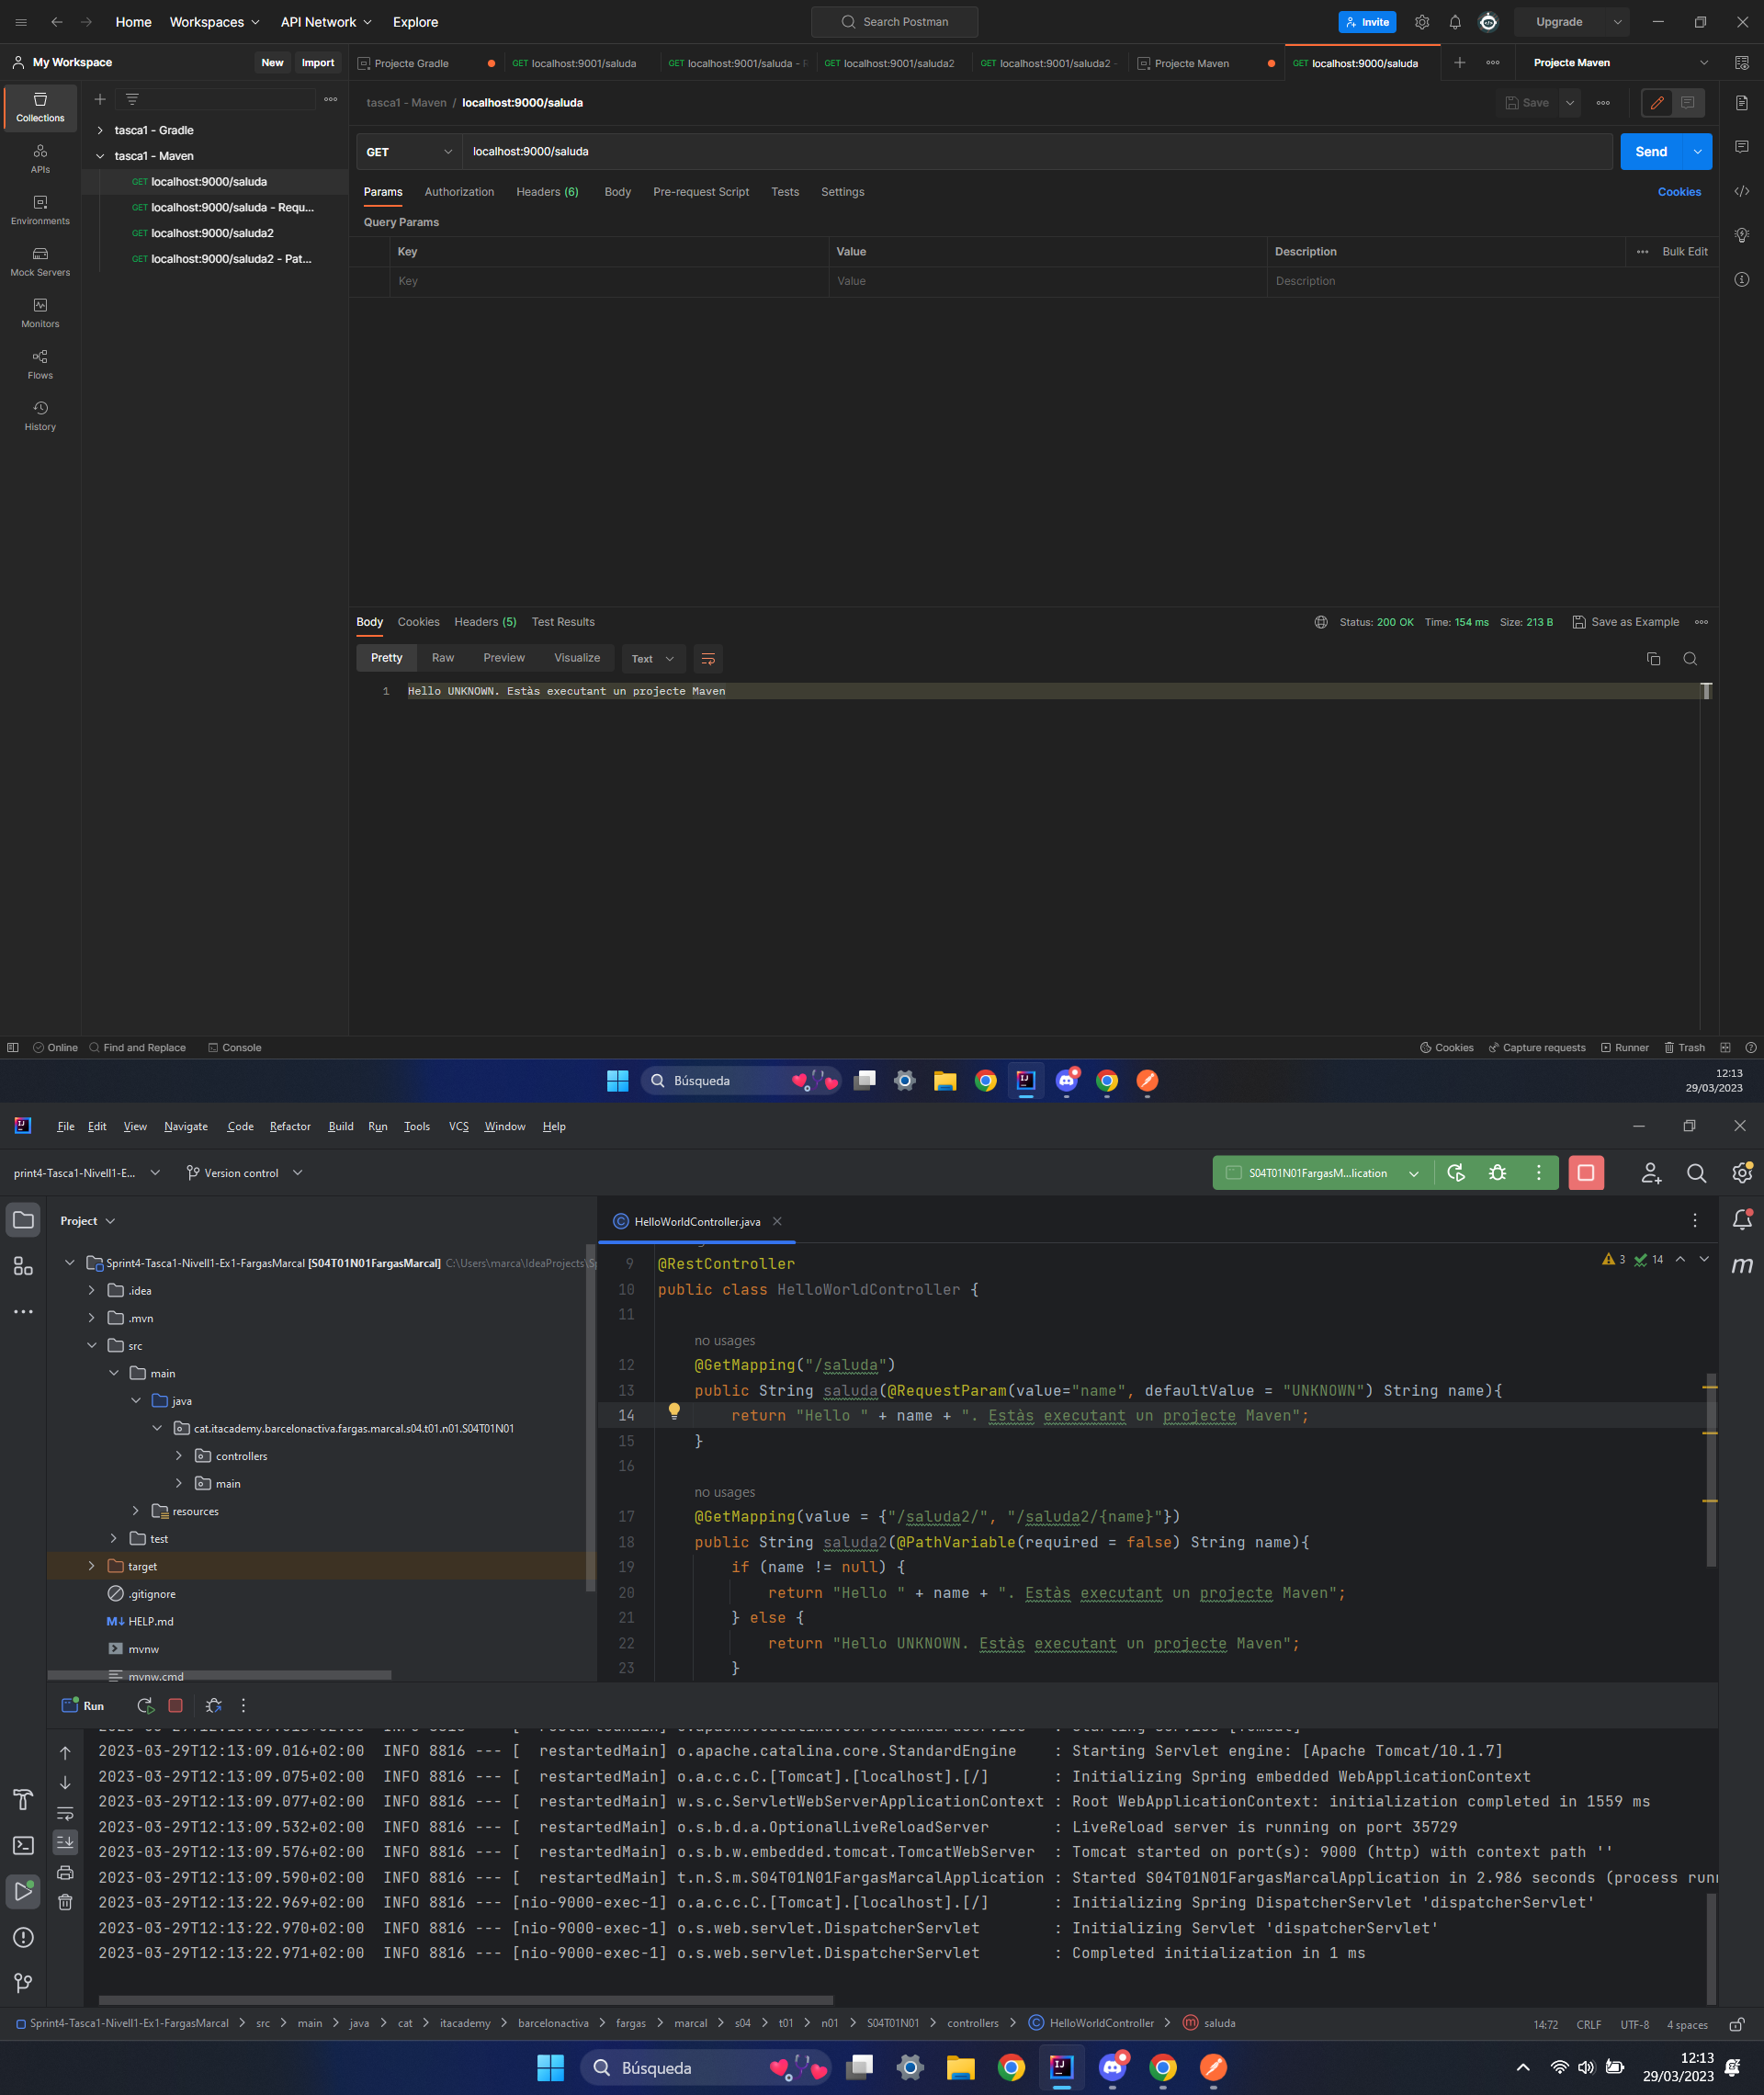 Home Workspaces API Network Explore Search Postman Invite Upgrade
My Workspace New Import Projecte Gradle GET localhost:9001/saluda GET localhost:9001/saluda - GET localhost:9001/saluda2 GET localhost:9001/saluda2 - Projecte Maven GET localhost:9000/saluda Projecte Maven
Collections
APIs
Environments
Mock Servers
Monitors
Flows
History
tasca1 - Gradle
tasca1 - Maven
GET localhost:9000/saluda
GET localhost:9000/saluda - Requ...
GET localhost:9000/saluda2
GET localhost:9000/saluda2 - Pat...
tasca1 - Maven / localhost:9000/saluda Save
GET localhost:9000/saluda Send
Params Authorization Headers (6) Body Pre-request Script Tests Settings Cookies
Query Params
Key Value Description Bulk Edit
Key Value Description
Body Cookies Headers (5) Test Results Status: 200 OK Time: 154 ms Size: 213 B Save as Example
Pretty Raw Preview Visualize Text
1 Hello UNKNOWN. Estàs executant un projecte Maven
Online Find and Replace Console Cookies Capture requests Runner Trash
Búsqueda
12:13
29/03/2023
File Edit View Navigate Code Refactor Build Run Tools VCS Window Help
print4-Tasca1-Nivell1-E... Version control S04T01N01FargasM...lication
Project
Sprint4-Tasca1-Nivell1-Ex1-FargasMarcal [S04T01N01FargasMarcal] C:\Users\marca\IdeaProjects\S
.idea
.mvn
src
main
java
cat.itacademy.barcelonactiva.fargas.marcal.s04.t01.n01.S04T01N01
controllers
main
resources
test
target
.gitignore
M↓ HELP.md
mvnw
mvnw.cmd
HelloWorldController.java
3 14
9 @RestController
10 public class HelloWorldController {
11
no usages
12 @GetMapping("/saluda")
13 public String saluda(@RequestParam(value="name", defaultValue = "UNKNOWN") String name){
14 return "Hello " + name + ". Estàs executant un projecte Maven";
15 }
16
no usages
17 @GetMapping(value = {"/saluda2/", "/saluda2/{name}"})
18 public String saluda2(@PathVariable(required = false) String name){
19 if (name != null) {
20 return "Hello " + name + ". Estàs executant un projecte Maven";
21 } else {
22 return "Hello UNKNOWN. Estàs executant un projecte Maven";
23 }
Run
2023-03-29T12:13:09.016+02:00 INFO 8816 --- [ restartedMain] o.apache.catalina.core.StandardEngine : Starting Servlet engine: [Apache Tomcat/10.1.7]
2023-03-29T12:13:09.075+02:00 INFO 8816 --- [ restartedMain] o.a.c.c.C.[Tomcat].[localhost].[/] : Initializing Spring embedded WebApplicationContext
2023-03-29T12:13:09.077+02:00 INFO 8816 --- [ restartedMain] w.s.c.ServletWebServerApplicationContext : Root WebApplicationContext: initialization completed in 1559 ms
2023-03-29T12:13:09.532+02:00 INFO 8816 --- [ restartedMain] o.s.b.d.a.OptionalLiveReloadServer : LiveReload server is running on port 35729
2023-03-29T12:13:09.576+02:00 INFO 8816 --- [ restartedMain] o.s.b.w.embedded.tomcat.TomcatWebServer : Tomcat started on port(s): 9000 (http) with context path ''
2023-03-29T12:13:09.590+02:00 INFO 8816 --- [ restartedMain] t.n.S.m.S04T01N01FargasMarcalApplication : Started S04T01N01FargasMarcalApplication in 2.986 seconds (process runn
2023-03-29T12:13:22.969+02:00 INFO 8816 --- [nio-9000-exec-1] o.a.c.c.C.[Tomcat].[localhost].[/] : Initializing Spring DispatcherServlet 'dispatcherServlet'
2023-03-29T12:13:22.970+02:00 INFO 8816 --- [nio-9000-exec-1] o.s.web.servlet.DispatcherServlet : Initializing Servlet 'dispatcherServlet'
2023-03-29T12:13:22.971+02:00 INFO 8816 --- [nio-9000-exec-1] o.s.web.servlet.DispatcherServlet : Completed initialization in 1 ms
Sprint4-Tasca1-Nivell1-Ex1-FargasMarcal > src > main > java > cat > itacademy > barcelonactiva > fargas > marcal > s04 > t01 > n01 > S04T01N01 > controllers > HelloWorldController > saluda 14:72 CRLF UTF-8 4 spaces
Búsqueda
12:13
29/03/2023